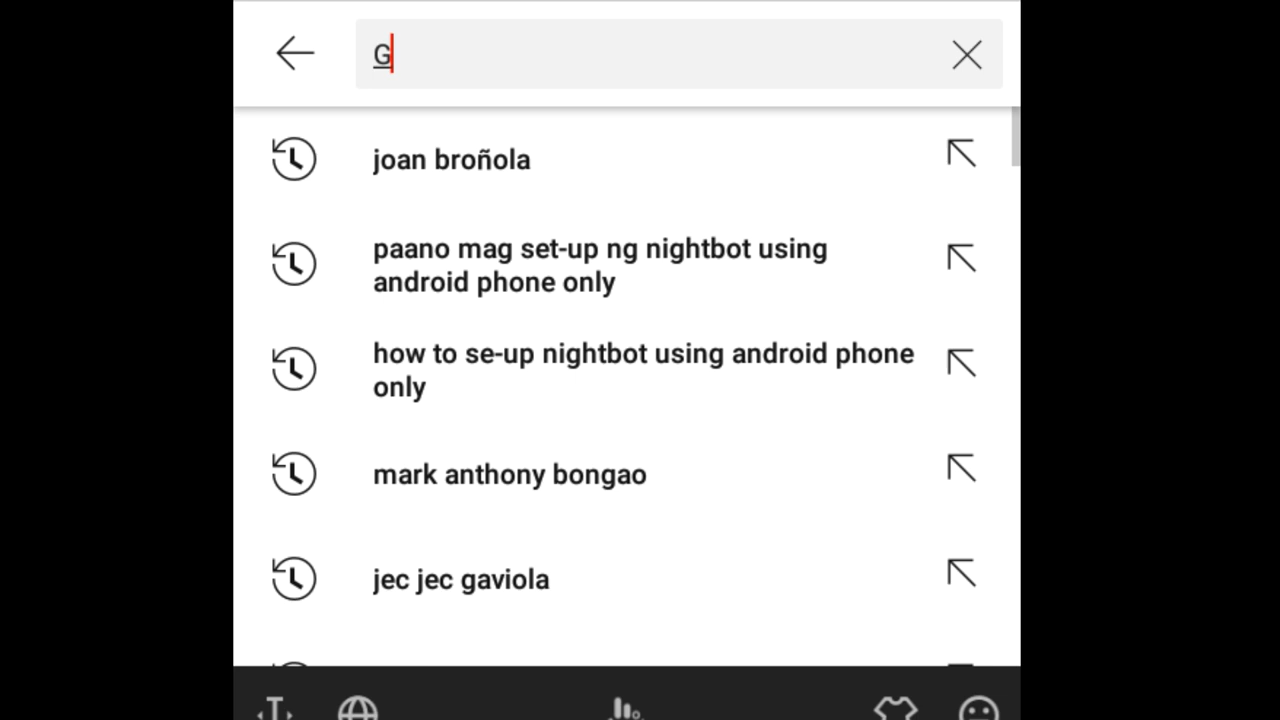 G
joan broñola
paano mag set-up ng nightbot using
android phone only
how to se-up nightbot using android phone
only
mark anthony bongao
jec jec gaviola